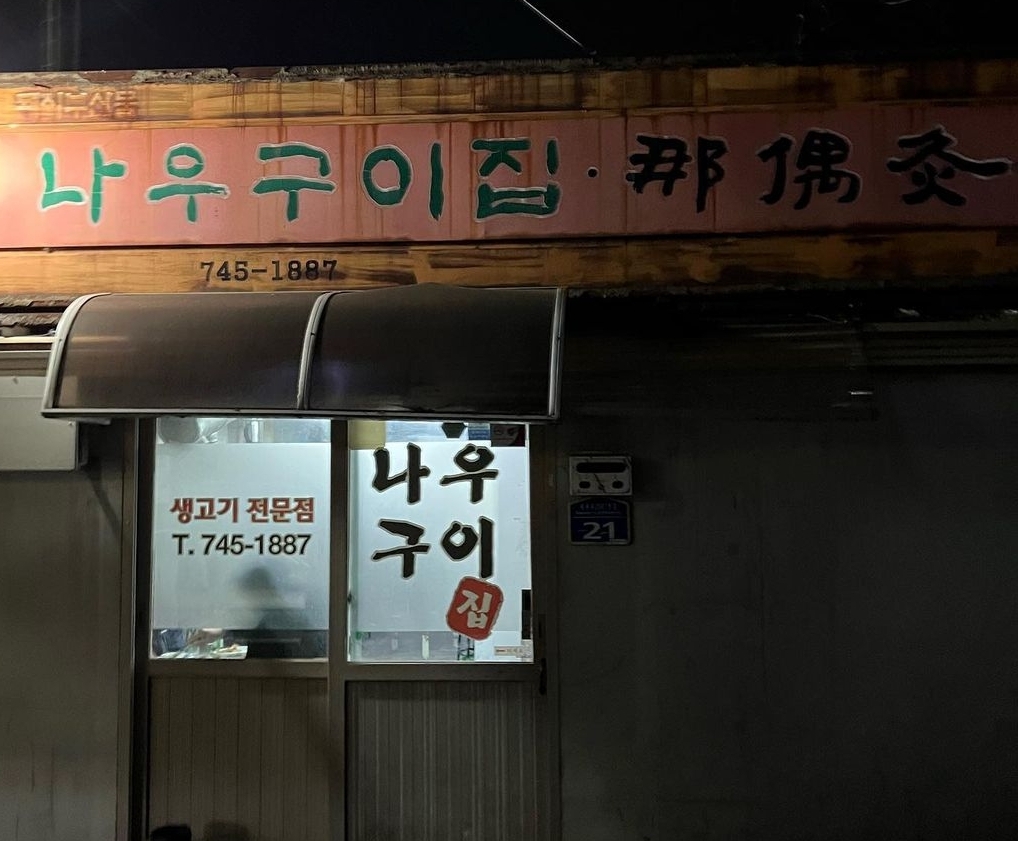 나우구이집·那偶灸
745-1887
생고기 전문점
T. 745-1887
나우
구이
집
21